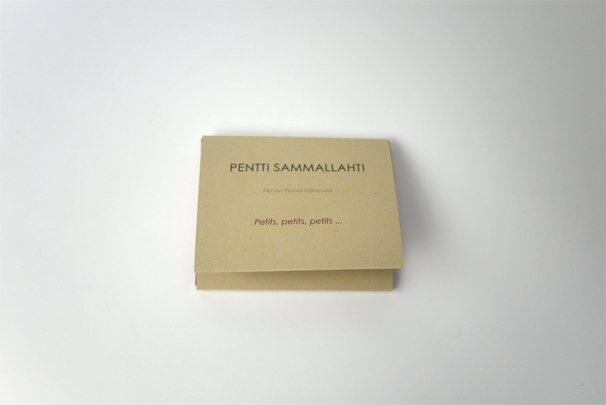 PENTTI SAMMALLAHTI
Petits, petits, petits ...